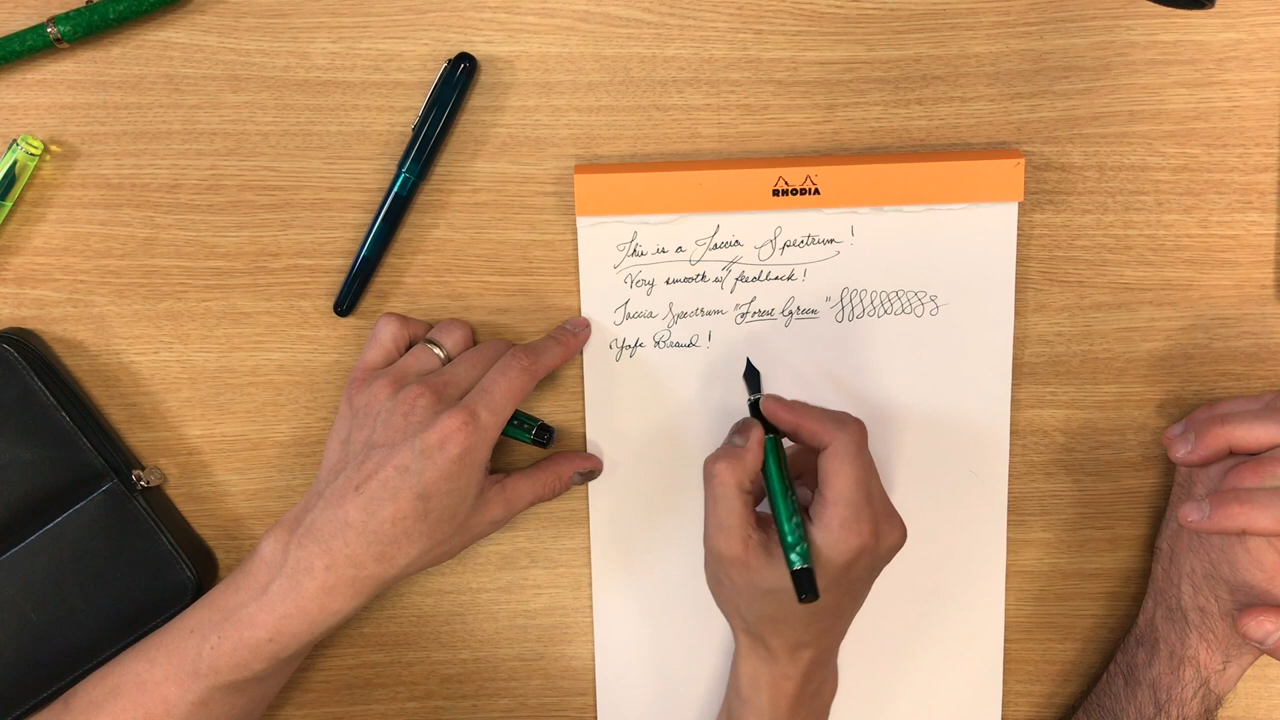 RHODIA
This is a Taccia Spectrum!
Very smooth w/ feedback!
Taccia Spectrum "Forest Green"
Yafe Brand!